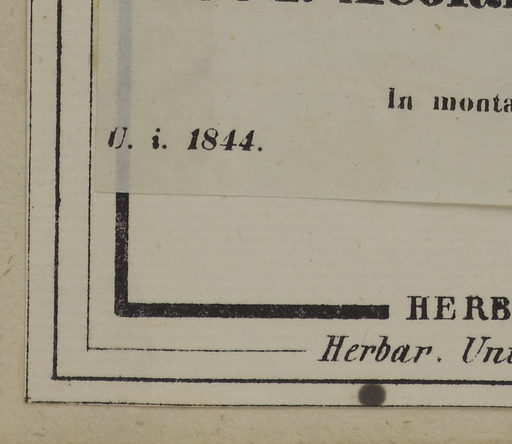 In monta
U. i. 1844.
HERB
Herbar. Uni